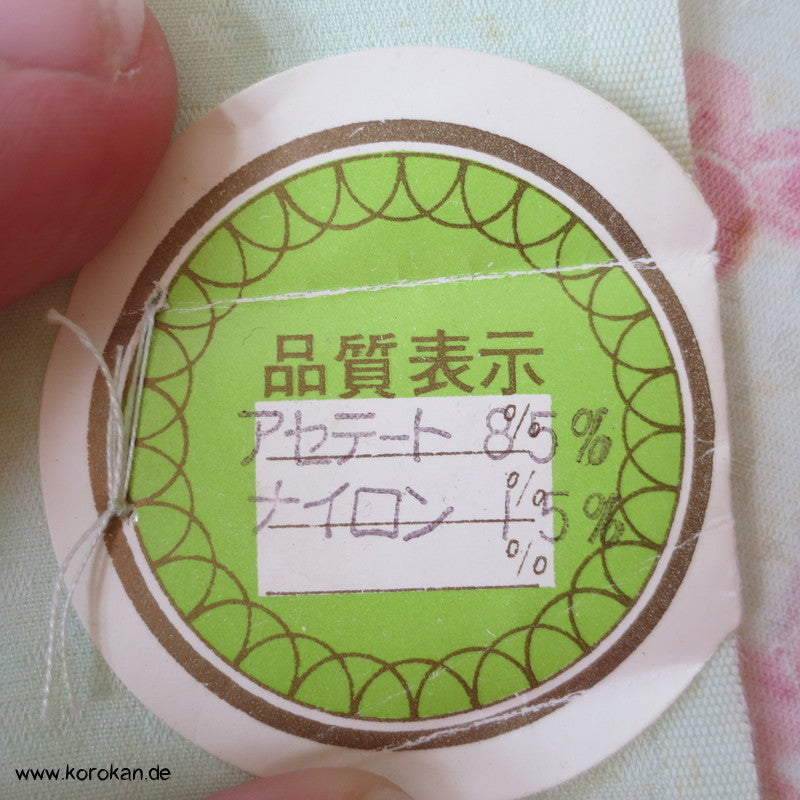 品質表示
アセテート 85%
%
ナイロン 15%
%
%
www.korokan.de